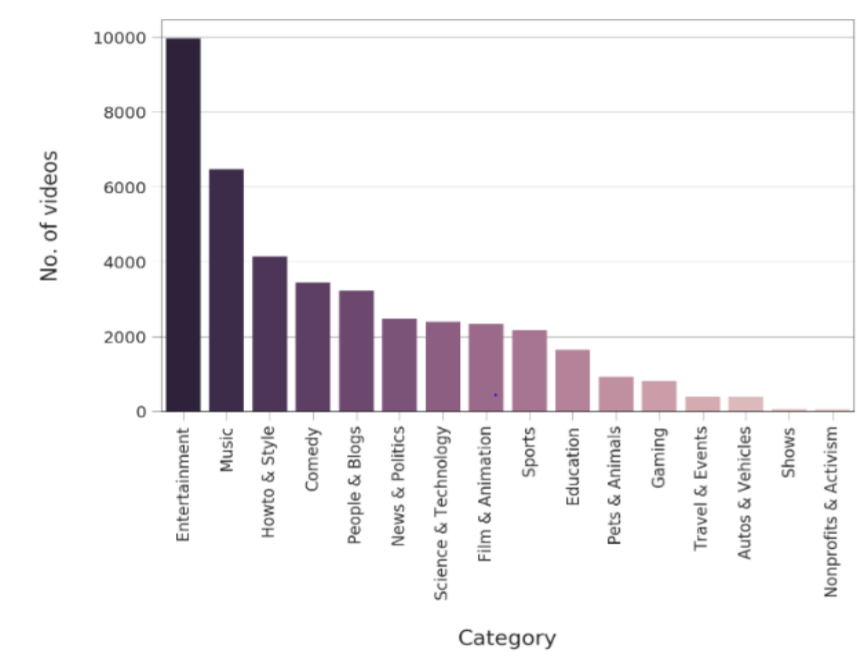 No. of videos
10000
8000
6000
4000
2000
0
Entertainment
Music
Howto & Style
Comedy
People & Blogs
News & Politics
Science & Technology
Film & Animation
Sports
Education
Pets & Animals
Gaming
Travel & Events
Autos & Vehicles
Shows
Nonprofits & Activism
Category